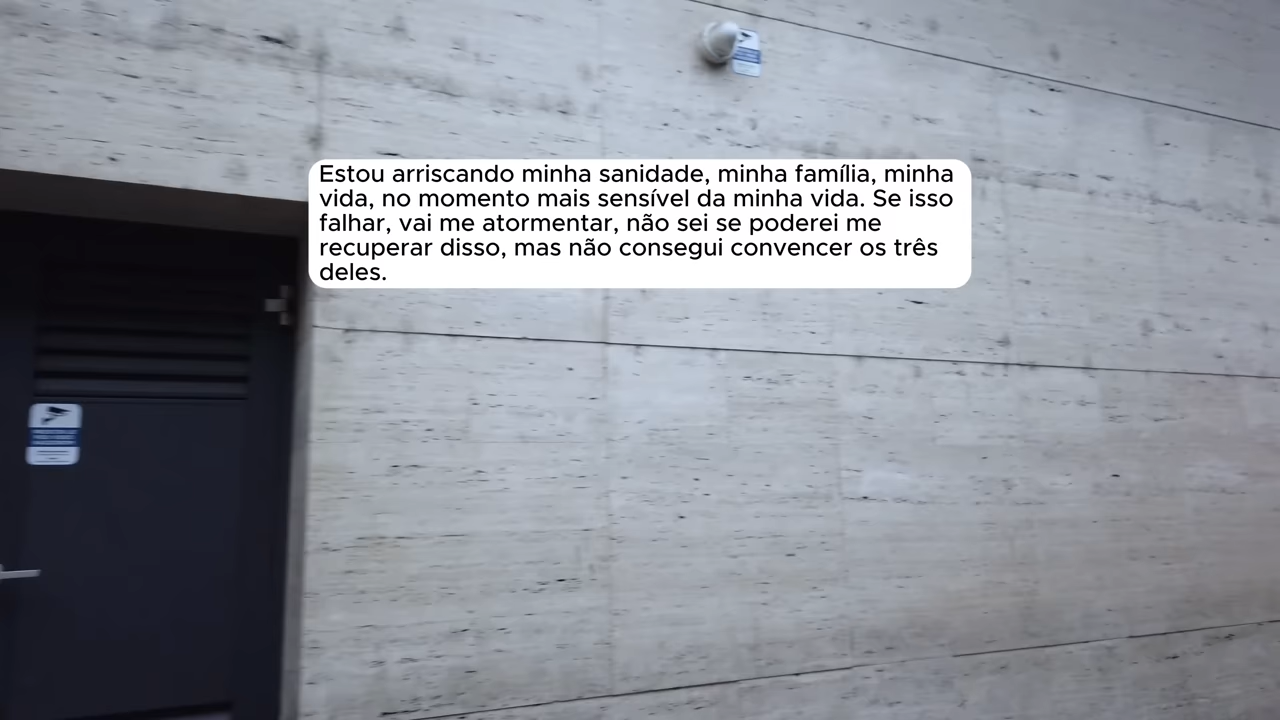 Estou arriscando minha sanidade, minha família, minha
vida, no momento mais sensível da minha vida. Se isso
falhar, vai me atormentar, não sei se poderei me
recuperar disso, mas não consegui convencer os três
deles.